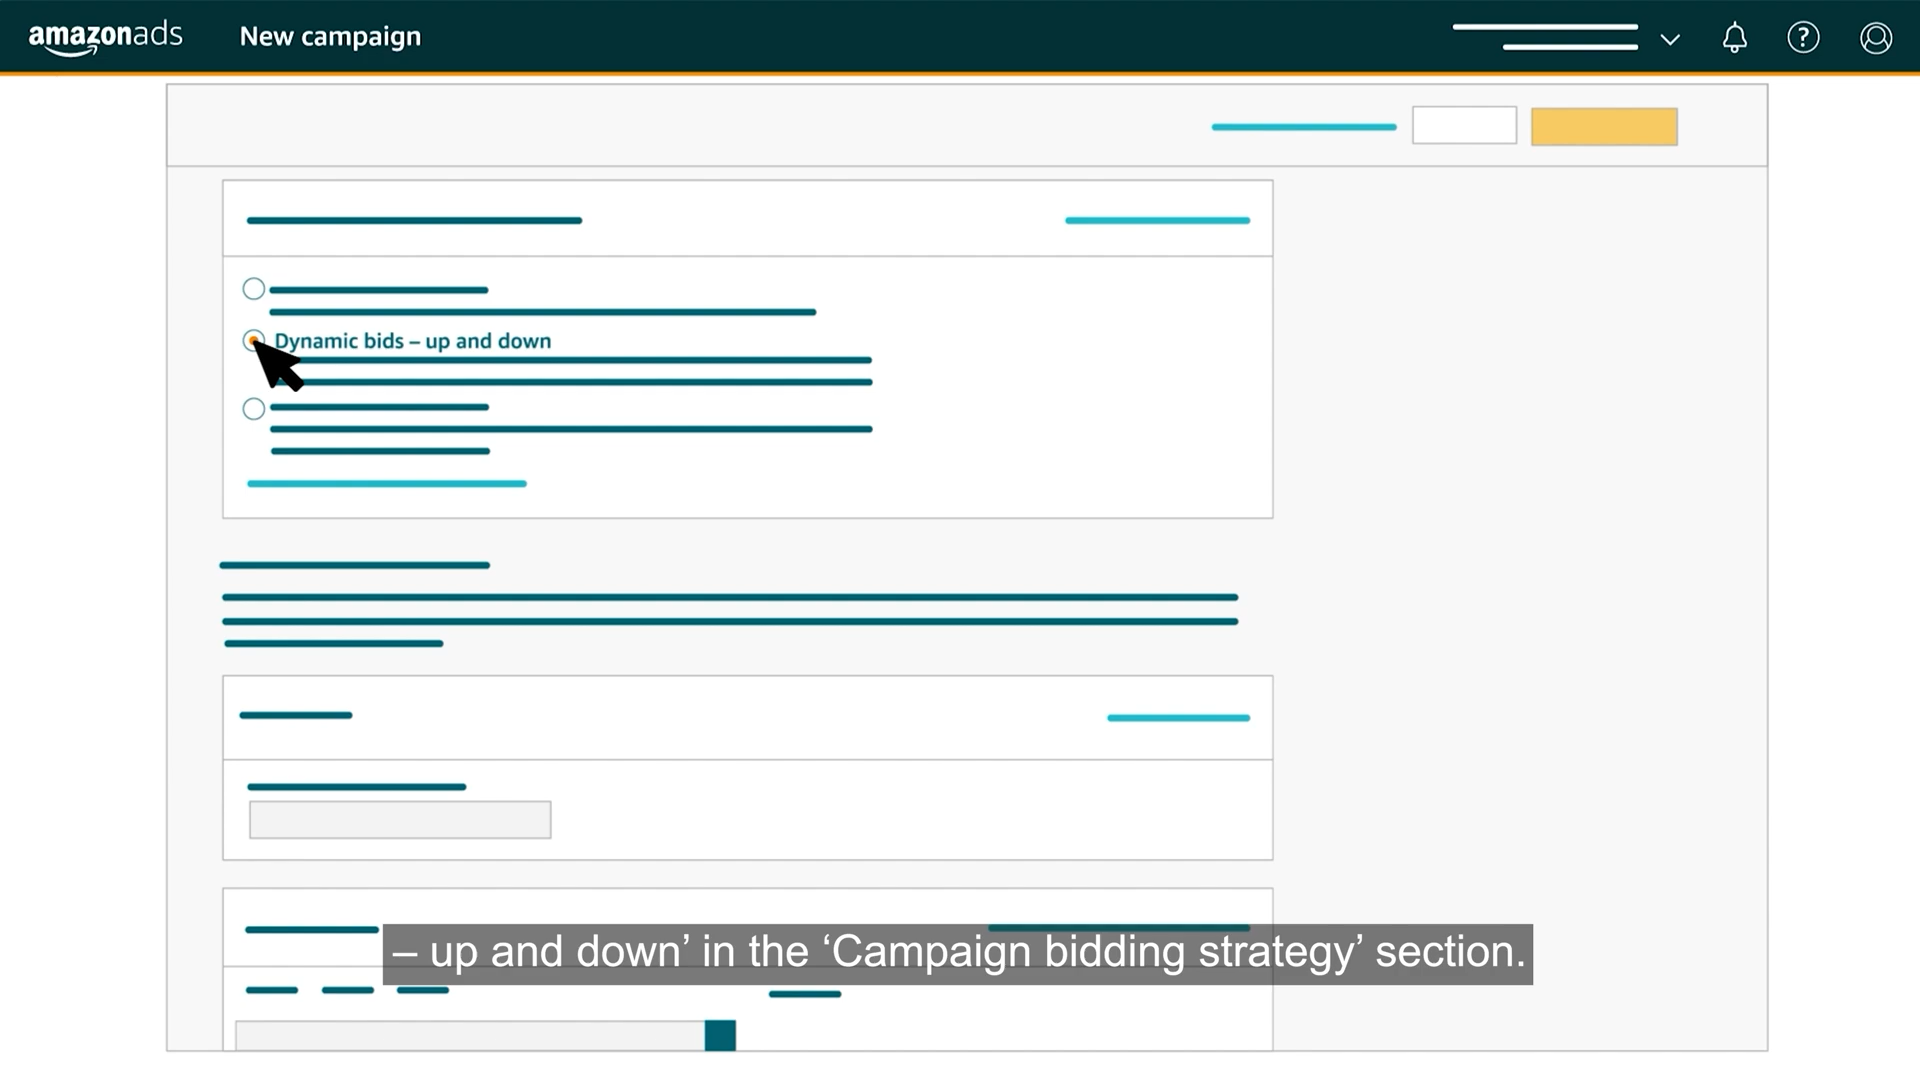 amazonads
New campaign
?
Dynamic bids – up and down
– up and down’ in the ‘Campaign bidding strategy’ section.